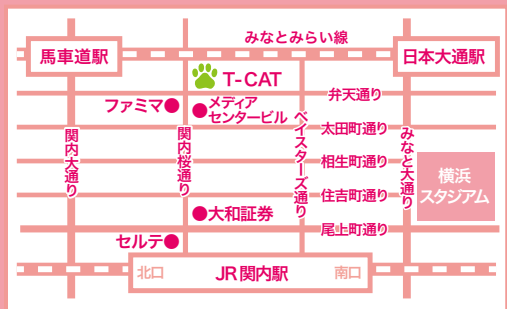 みなとみらい線
馬車道駅
日本大通駅
T-CAT
弁天通り
ファミマ
メディア
センタービル
太田町通り
関内大通り
関内桜通り
ベイスターズ通り
みなと大通り
相生町通り
横浜
スタジアム
住吉町通り
大和証券
尾上町通り
セルテ
北口
JR関内駅
南口